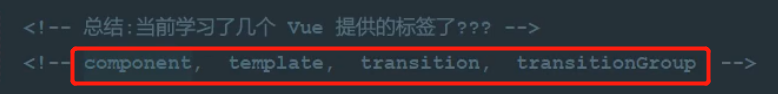 <!-- 总结:当前学习了几个 Vue 提供的标签了??? -->
<!-- component, template, transition, transitionGroup -->